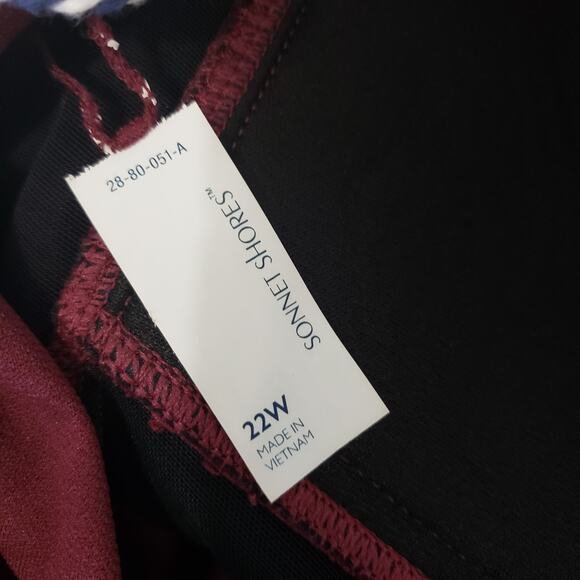 28-80-051-A
SONNET SHORES™
22W
MADE IN
VIETNAM